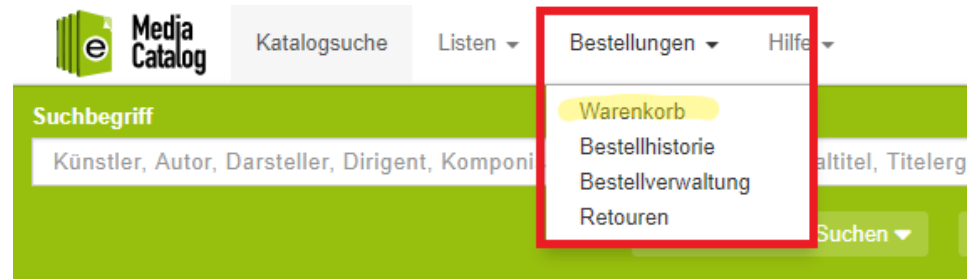 e Media
Catalog
Katalogsuche Listen Bestellungen Hilfe
Suchbegriff
Künstler, Autor, Darsteller, Dirigent, Komponi altitel, Titelerg
Warenkorb
Bestellhistorie
Bestellverwaltung
Retouren
Suchen